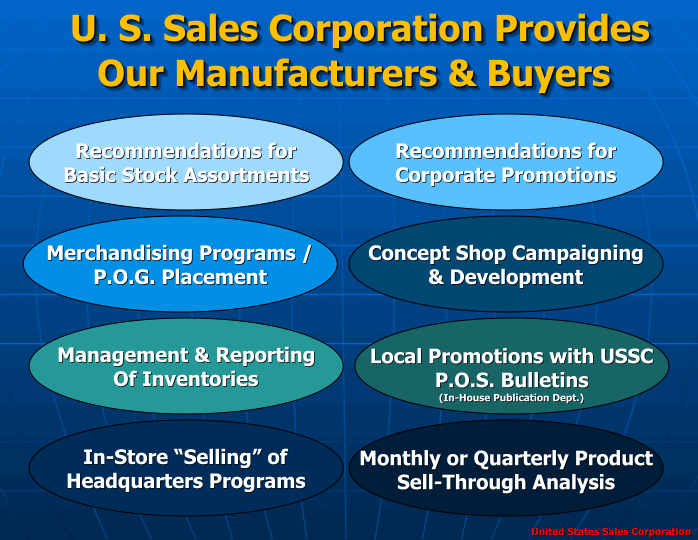 U. S. Sales Corporation Provides
Our Manufacturers & Buyers
Recommendations for
Basic Stock Assortments
Recommendations for
Corporate Promotions
Merchandising Programs /
P.O.G. Placement
Concept Shop Campaigning
& Development
Management & Reporting
Of Inventories
Local Promotions with USSC
P.O.S. Bulletins
(In-House Publication Dept.)
In-Store “Selling” of
Headquarters Programs
Monthly or Quarterly Product
Sell-Through Analysis
United States Sales Corporation